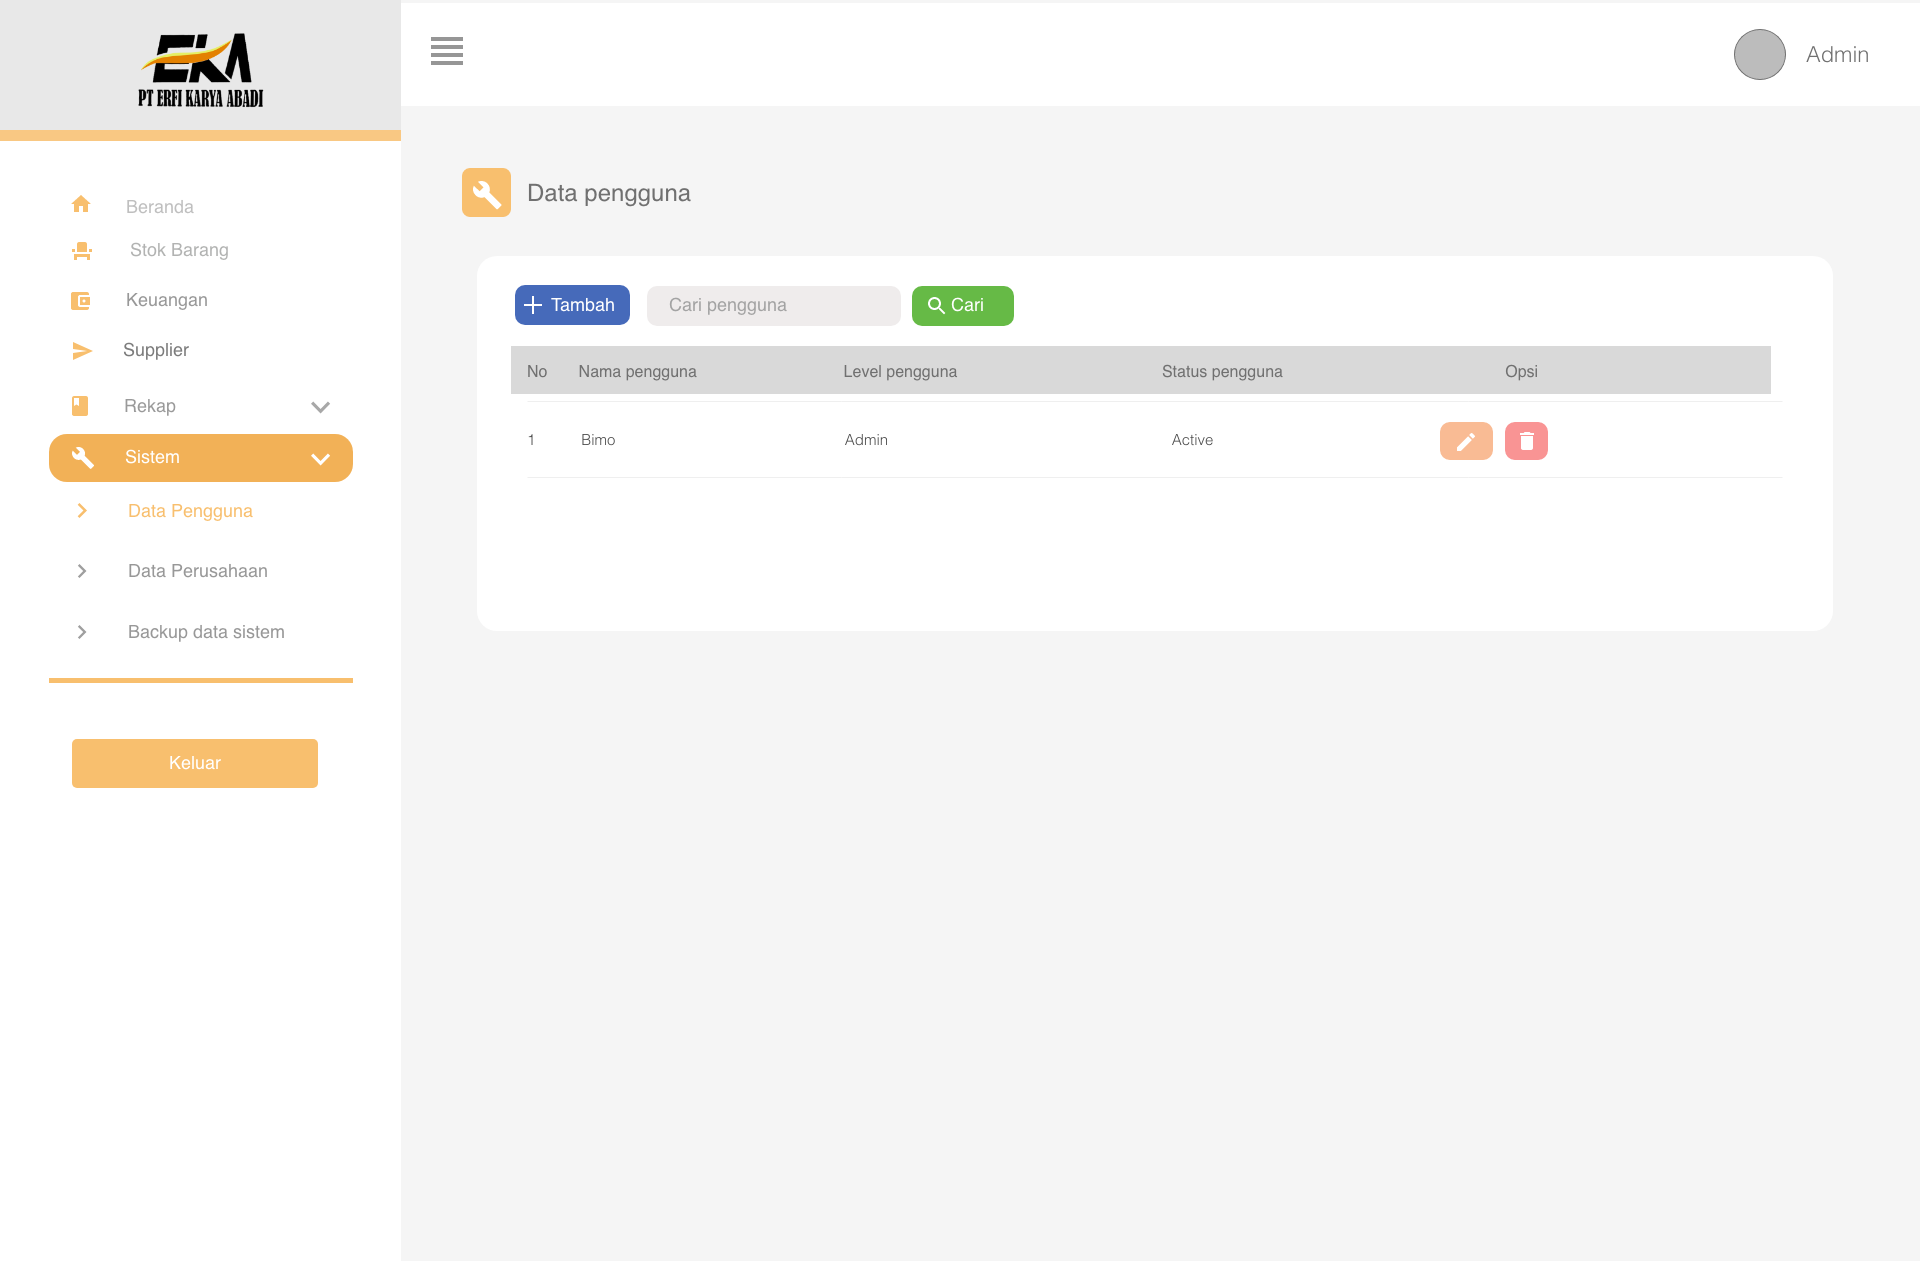 EKA
PT ERFI KARYA ABADI
Admin
Beranda
Stok Barang
Keuangan
Supplier
Rekap
Sistem
Data Pengguna
Data Perusahaan
Backup data sistem
Keluar
Data pengguna
Tambah Cari pengguna Cari
No Nama pengguna Level pengguna Status pengguna Opsi
1 Bimo Admin Active